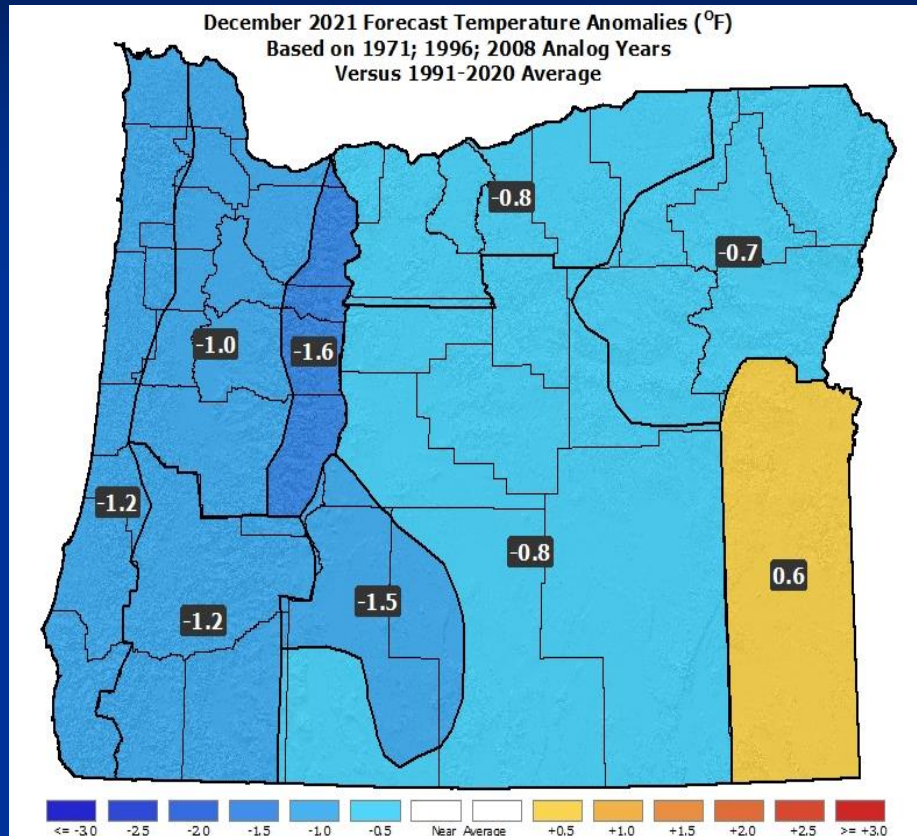 December 2021 Forecast Temperature Anomalies (°F)
Based on 1971; 1996; 2008 Analog Years
Versus 1991-2020 Average
-0.8
-0.7
-1.0
-1.6
-1.2
-0.8
0.6
-1.5
-1.2
<= -3.0 -2.5 -2.0 -1.5 -1.0 -0.5 Near Average +0.5 +1.0 +1.5 +2.0 +2.5 >= +3.0